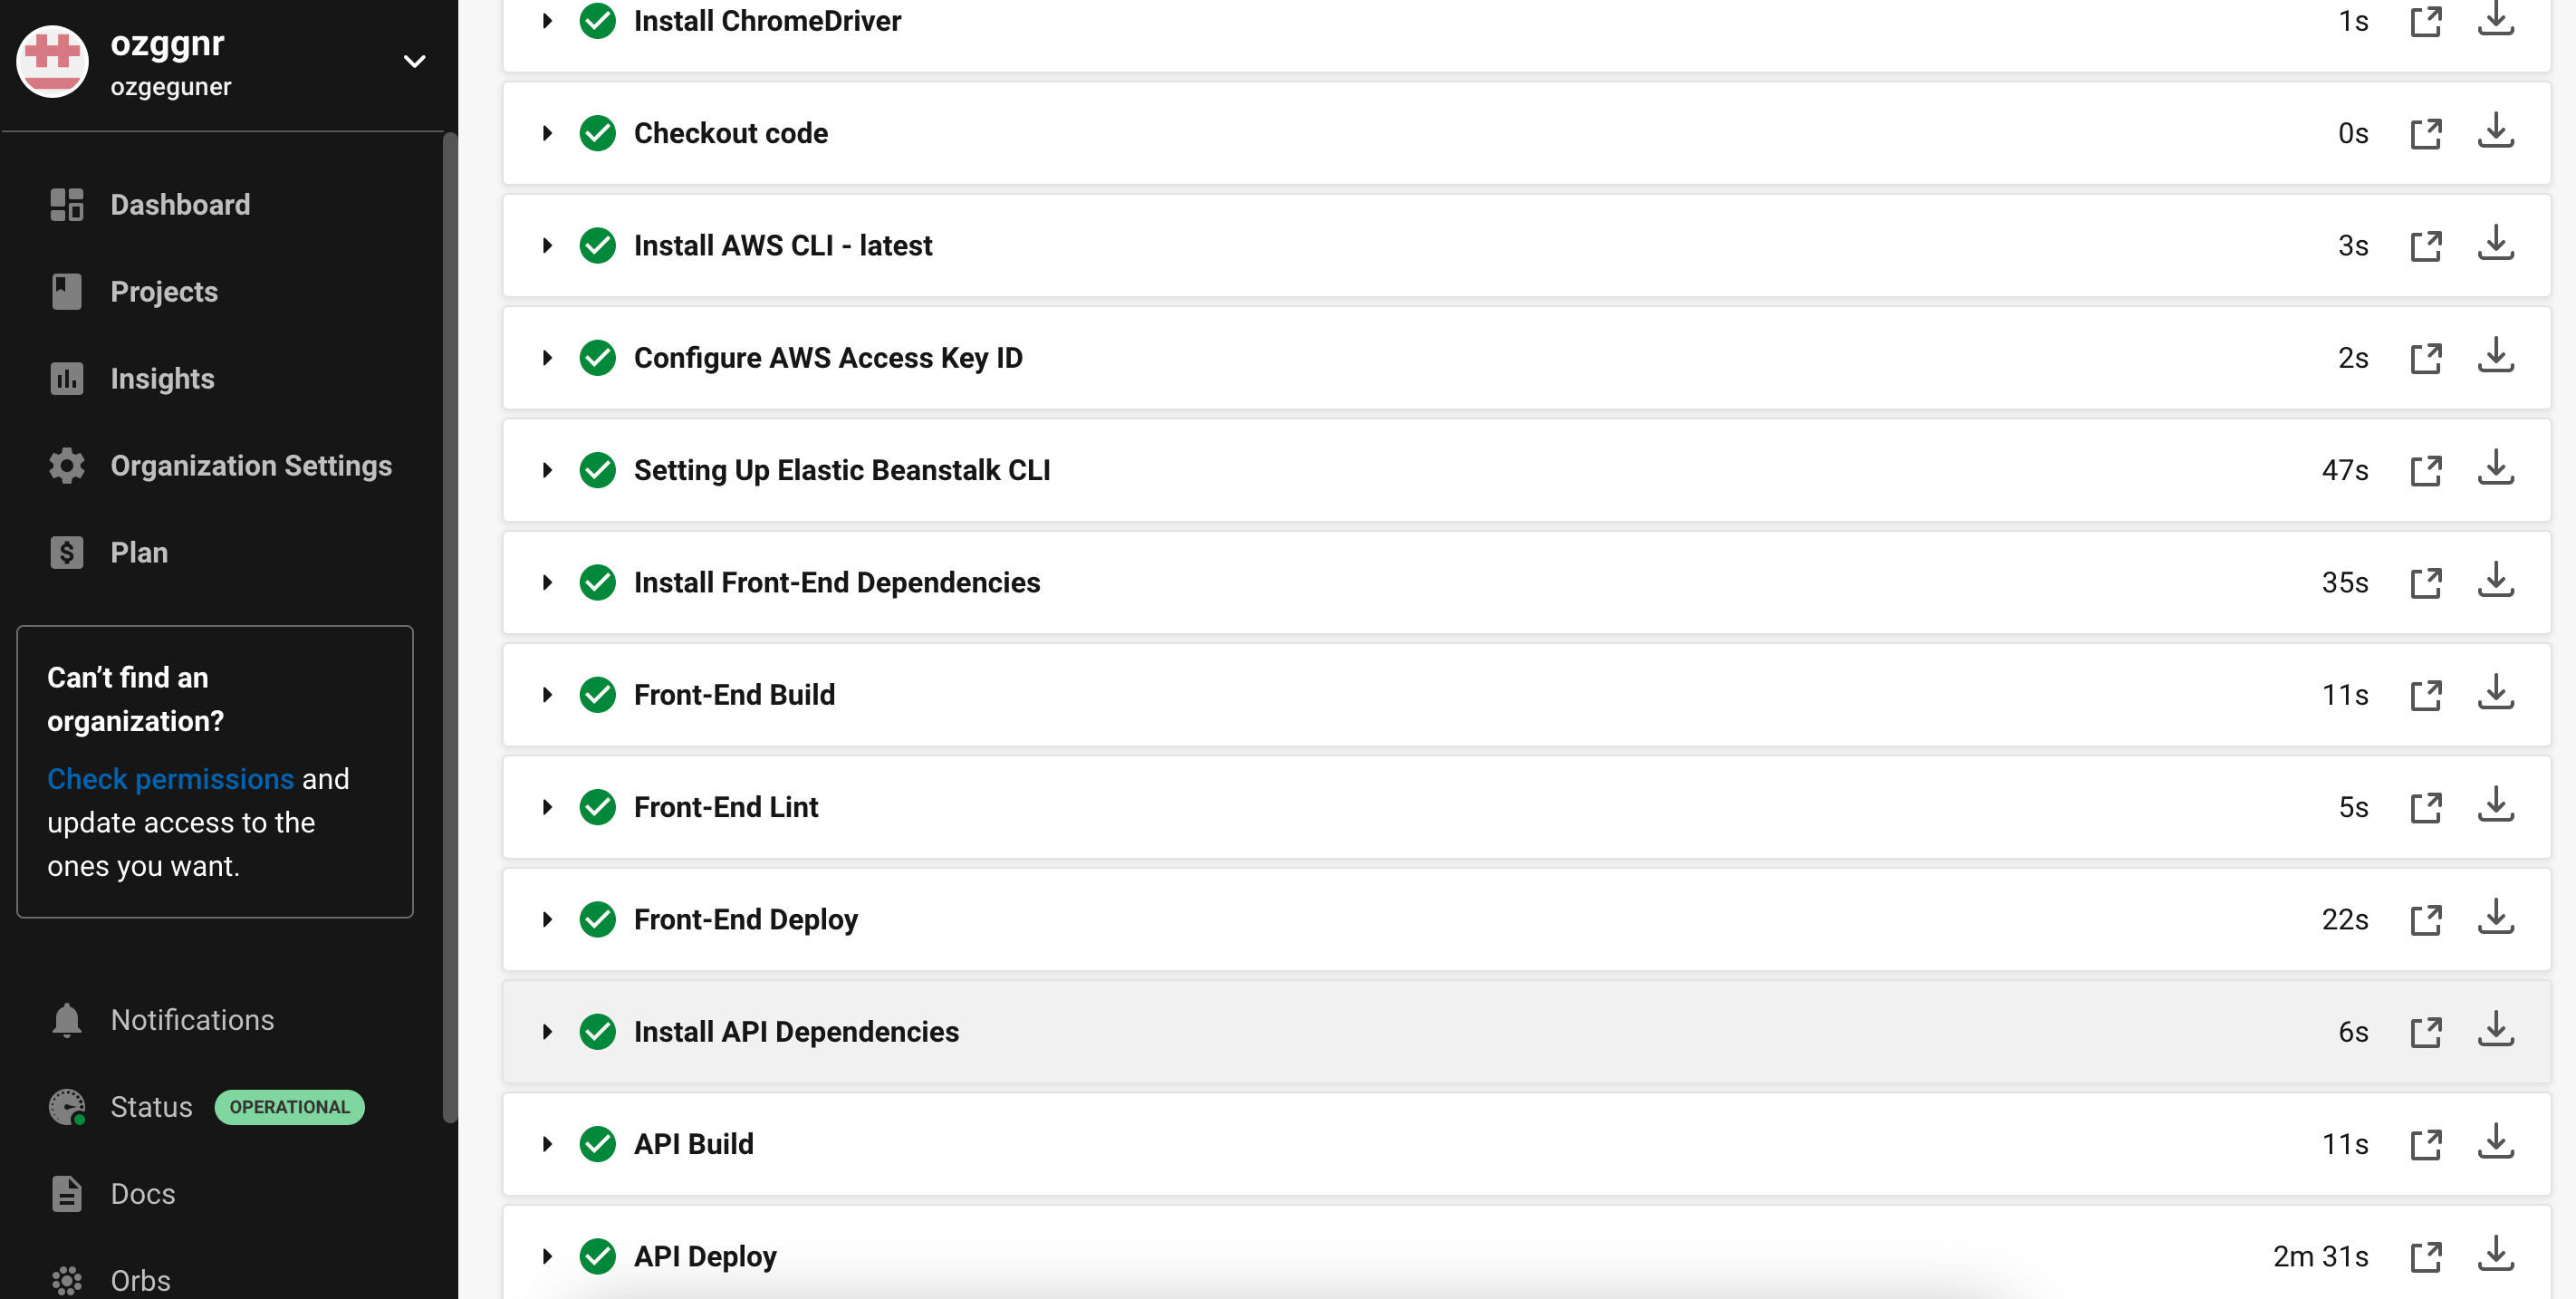 ozggnr
ozgeguner
Dashboard
Projects
Insights
Organization Settings
Plan
Can’t find an
organization?
Check permissions and
update access to the
ones you want.
Notifications
Status OPERATIONAL
Docs
Orbs
Install ChromeDriver 1s
Checkout code 0s
Install AWS CLI - latest 3s
Configure AWS Access Key ID 2s
Setting Up Elastic Beanstalk CLI 47s
Install Front-End Dependencies 35s
Front-End Build 11s
Front-End Lint 5s
Front-End Deploy 22s
Install API Dependencies 6s
API Build 11s
API Deploy 2m 31s